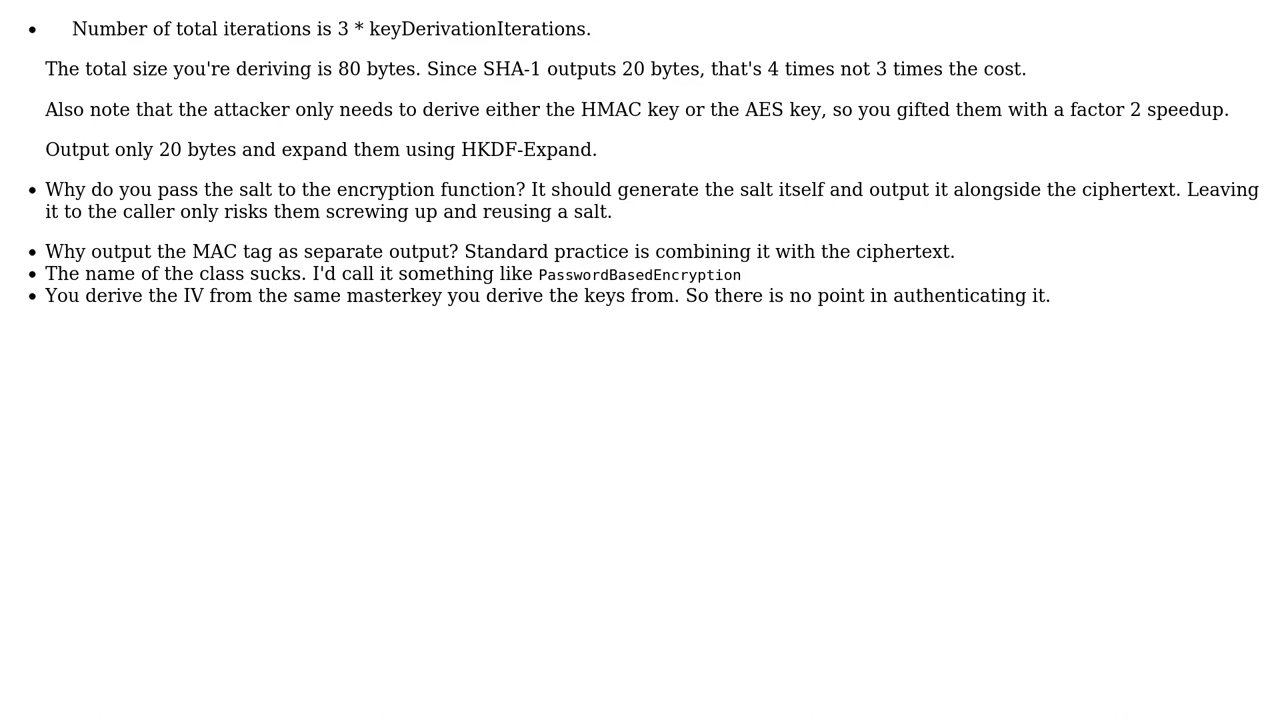 Number of total iterations is 3 * keyDerivationIterations.
The total size you're deriving is 80 bytes. Since SHA-1 outputs 20 bytes, that's 4 times not 3 times the cost.
Also note that the attacker only needs to derive either the HMAC key or the AES key, so you gifted them with a factor 2 speedup.
Output only 20 bytes and expand them using HKDF-Expand.
Why do you pass the salt to the encryption function? It should generate the salt itself and output it alongside the ciphertext. Leaving
it to the caller only risks them screwing up and reusing a salt.
Why output the MAC tag as separate output? Standard practice is combining it with the ciphertext.
The name of the class sucks. I'd call it something like PasswordBasedEncryption
You derive the IV from the same masterkey you derive the keys from. So there is no point in authenticating it.